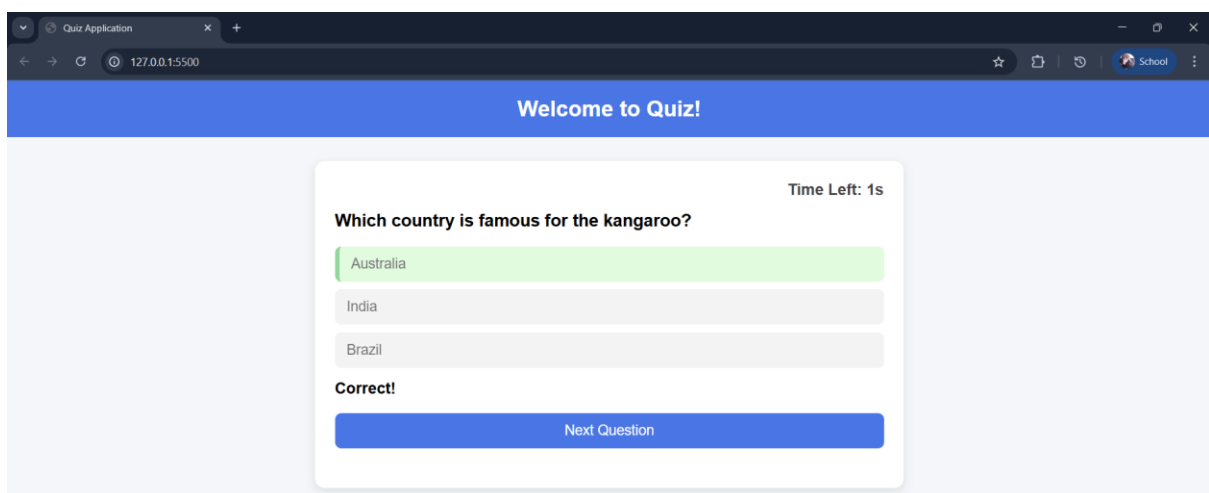 Quiz Application
127.0.0.1:5500
School
Welcome to Quiz!
Time Left: 1s
Which country is famous for the kangaroo?
Australia
India
Brazil
Correct!
Next Question